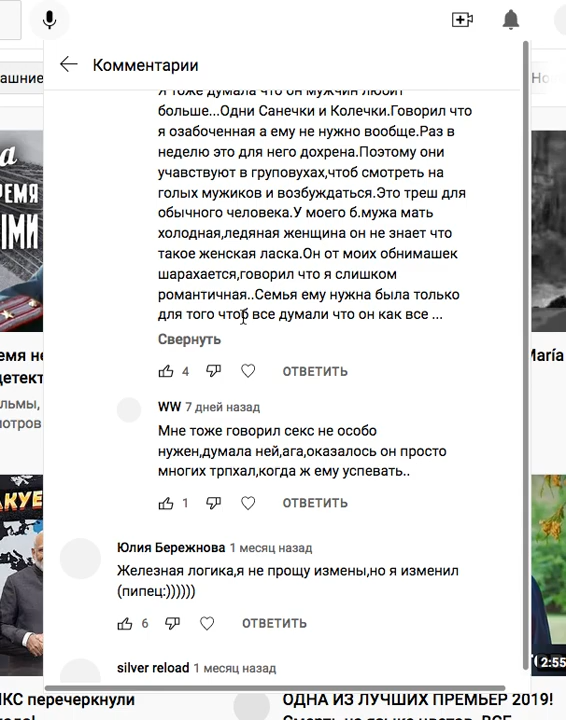 Комментарии
Я тоже думала что он мужчин любит
больше...Одни Санечки и Колечки.Говорил что
я озабоченная а ему не нужно вообще.Раз в
неделю это для него дохрена.Поэтому они
учавствуют в груповухах,чтоб смотреть на
голых мужиков и возбуждаться.Это треш для
обычного человека.У моего б.мужа мать
холодная,ледяная женщина он не знает что
такое женская ласка.Он от моих обнимашек
шарахается,говорил что я слишком
романтичная..Семья ему нужна была только
для того чтоб все думали что он как все ...
Свернуть
4 ОТВЕТИТЬ
WW 7 дней назад
Мне тоже говорил секс не особо
нужен,думала ней,ага,оказалось он просто
многих трпхал,когда ж ему успевать..
1 ОТВЕТИТЬ
Юлия Бережнова 1 месяц назад
Железная логика,я не прощу измены,но я изменил
(пипец:))))))
6 ОТВЕТИТЬ
silver reload 1 месяц назад
ашние
Но
а
РЕМЯ
ІМИ
емя не
детект
льмы,
отров
María
АКУЕ
2:55
ІКС перечеркнули
ОДНА ИЗ ЛУЧШИХ ПРЕМЬЕР 2019!